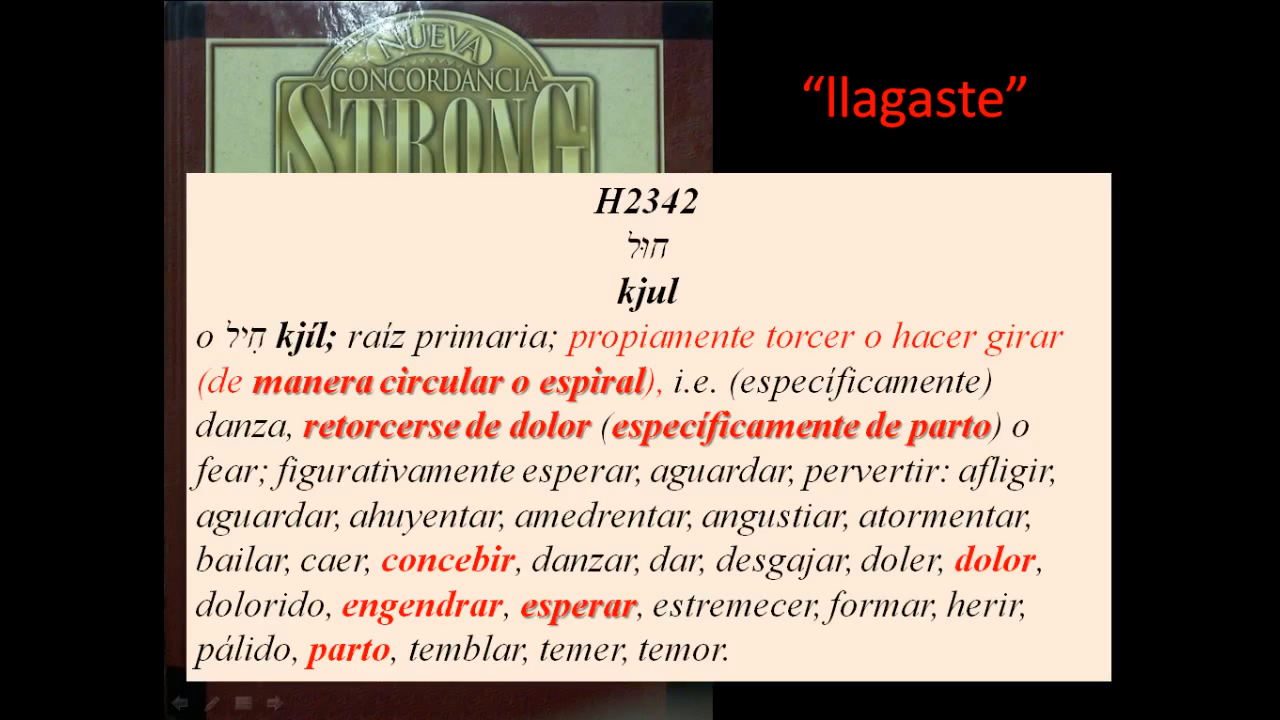 NUEVA
CONCORDANCIA
STRONG
“llagaste”
H2342
חוּל
kjul
o חִיל kjíl; raíz primaria; propiamente torcer o hacer girar
(de manera circular o espiral), i.e. (específicamente)
danza, retorcerse de dolor (específicamente de parto) o
fear; figurativamente esperar, aguardar, pervertir: afligir,
aguardar, ahuyentar, amedrentar, angustiar, atormentar,
bailar, caer, concebir, danzar, dar, desgajar, doler, dolor,
dolorido, engendrar, esperar, estremecer, formar, herir,
pálido, parto, temblar, temer, temor.